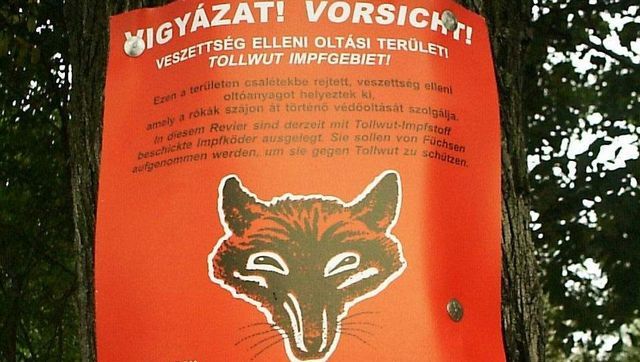 VIGYÁZAT! VORSICHT!
VESZETTSÉG ELLENI OLTÁSI TERÜLET!
TOLLWUT IMPFGEBIET!
Ezen a területen csalétekbe rejtett, veszettség elleni
oltóanyagot helyeztek ki,
amely a rókák szájon át történő védőoltását szolgálja.
In diesem Revier sind derzeit mit Tollwut-Impfstoff
beschickte Impfköder ausgelegt. Sie sollen von Füchsen
aufgenommen werden, um sie gegen Tollwut zu schützen.